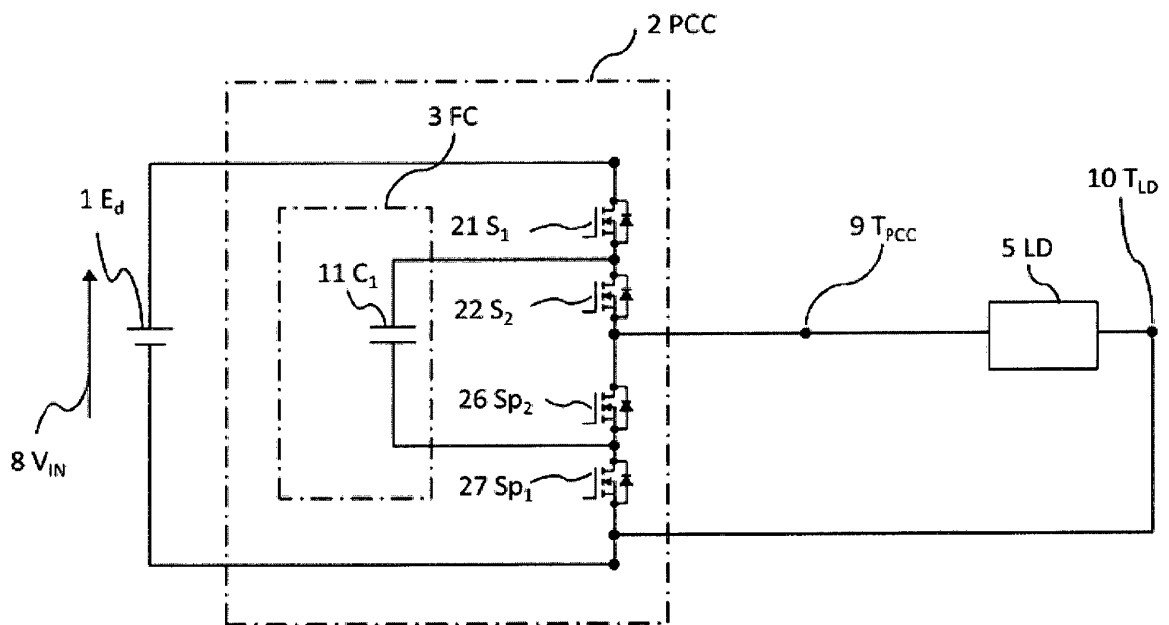 2 PCC
3 FC
1 E_d
21 S_1
9 T_PCC
10 T_LD
5 LD
11 C_1
22 S_2
26 Sp_2
8 V_IN
27 Sp_1